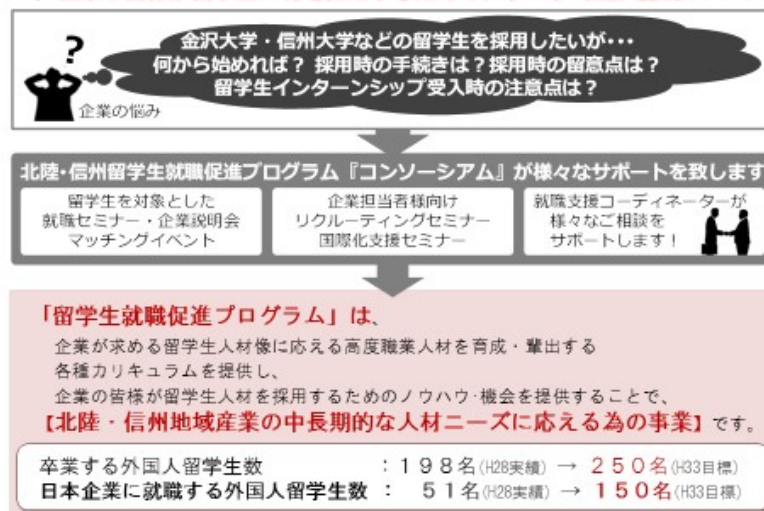 ?
金沢大学・信州大学などの留学生を採用したいが・・・
何から始めれば? 採用時の手続きは?採用時の留意点は?
留学生インターンシップ受入時の注意点は?
企業の悩み
北陸・信州留学生就職促進プログラム『コンソーシアム』が様々なサポートを致します
留学生を対象とした
就職セミナー・企業説明会
マッチングイベント
企業担当者様向け
リクルーティングセミナー
国際化支援セミナー
就職支援コーディネーターが
様々なご相談を
サポートします!
「留学生就職促進プログラム」は、
企業が求める留学生人材像に応える高度職業人材を育成・輩出する
各種カリキュラムを提供し、
企業の皆様が留学生人材を採用するためのノウハウ・機会を提供することで、
【北陸・信州地域産業の中長期的な人材ニーズに応える為の事業】です。
卒業する外国人留学生数 :198名(H28実績) → 250名(H33目標)
日本企業に就職する外国人留学生数 : 51名(H28実績) → 150名(H33目標)